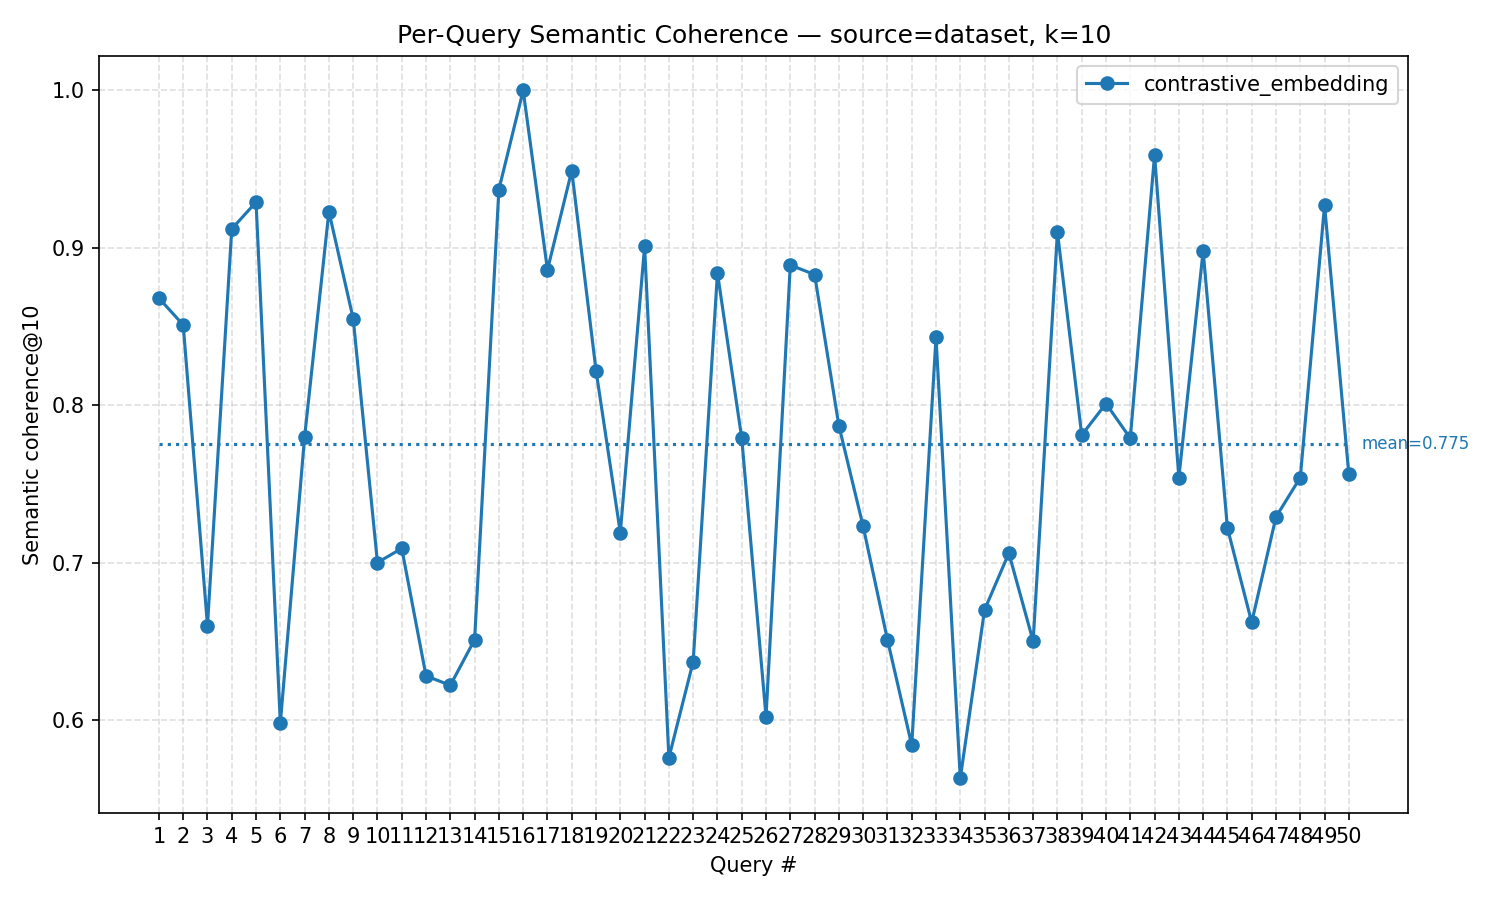 Per-Query Semantic Coherence — source=dataset, k=10
contrastive_embedding
1.0
0.9
0.8
0.7
0.6
Semantic coherence@10
mean=0.775
1 2 3 4 5 6 7 8 9 10 11 12 13 14 15 16 17 18 19 20 21 22 23 24 25 26 27 28 29 30 31 32 33 34 35 36 37 38 39 40 41 42 43 44 45 46 47 48 49 50
Query #